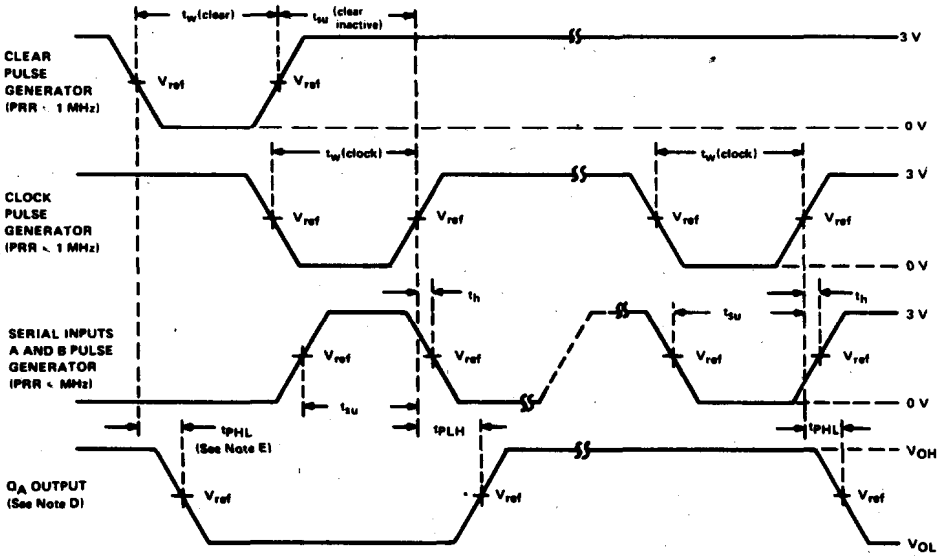 tw(clear)
tsu (clear inactive)
CLEAR
PULSE
GENERATOR
(PRR < 1 MHz)
Vref
Vref
3 V
0 V
tw(clock)
tw(clock)
CLOCK
PULSE
GENERATOR
(PRR < 1 MHz)
Vref
Vref
Vref
Vref
3 V
0 V
th
th
SERIAL INPUTS
A AND B PULSE
GENERATOR
(PRR < MHz)
Vref
Vref
tsu
tsu
Vref
Vref
3 V
0 V
tPHL
(See Note E)
tPLH
tPHL
QA OUTPUT
(See Note D)
Vref
Vref
Vref
VOH
VOL